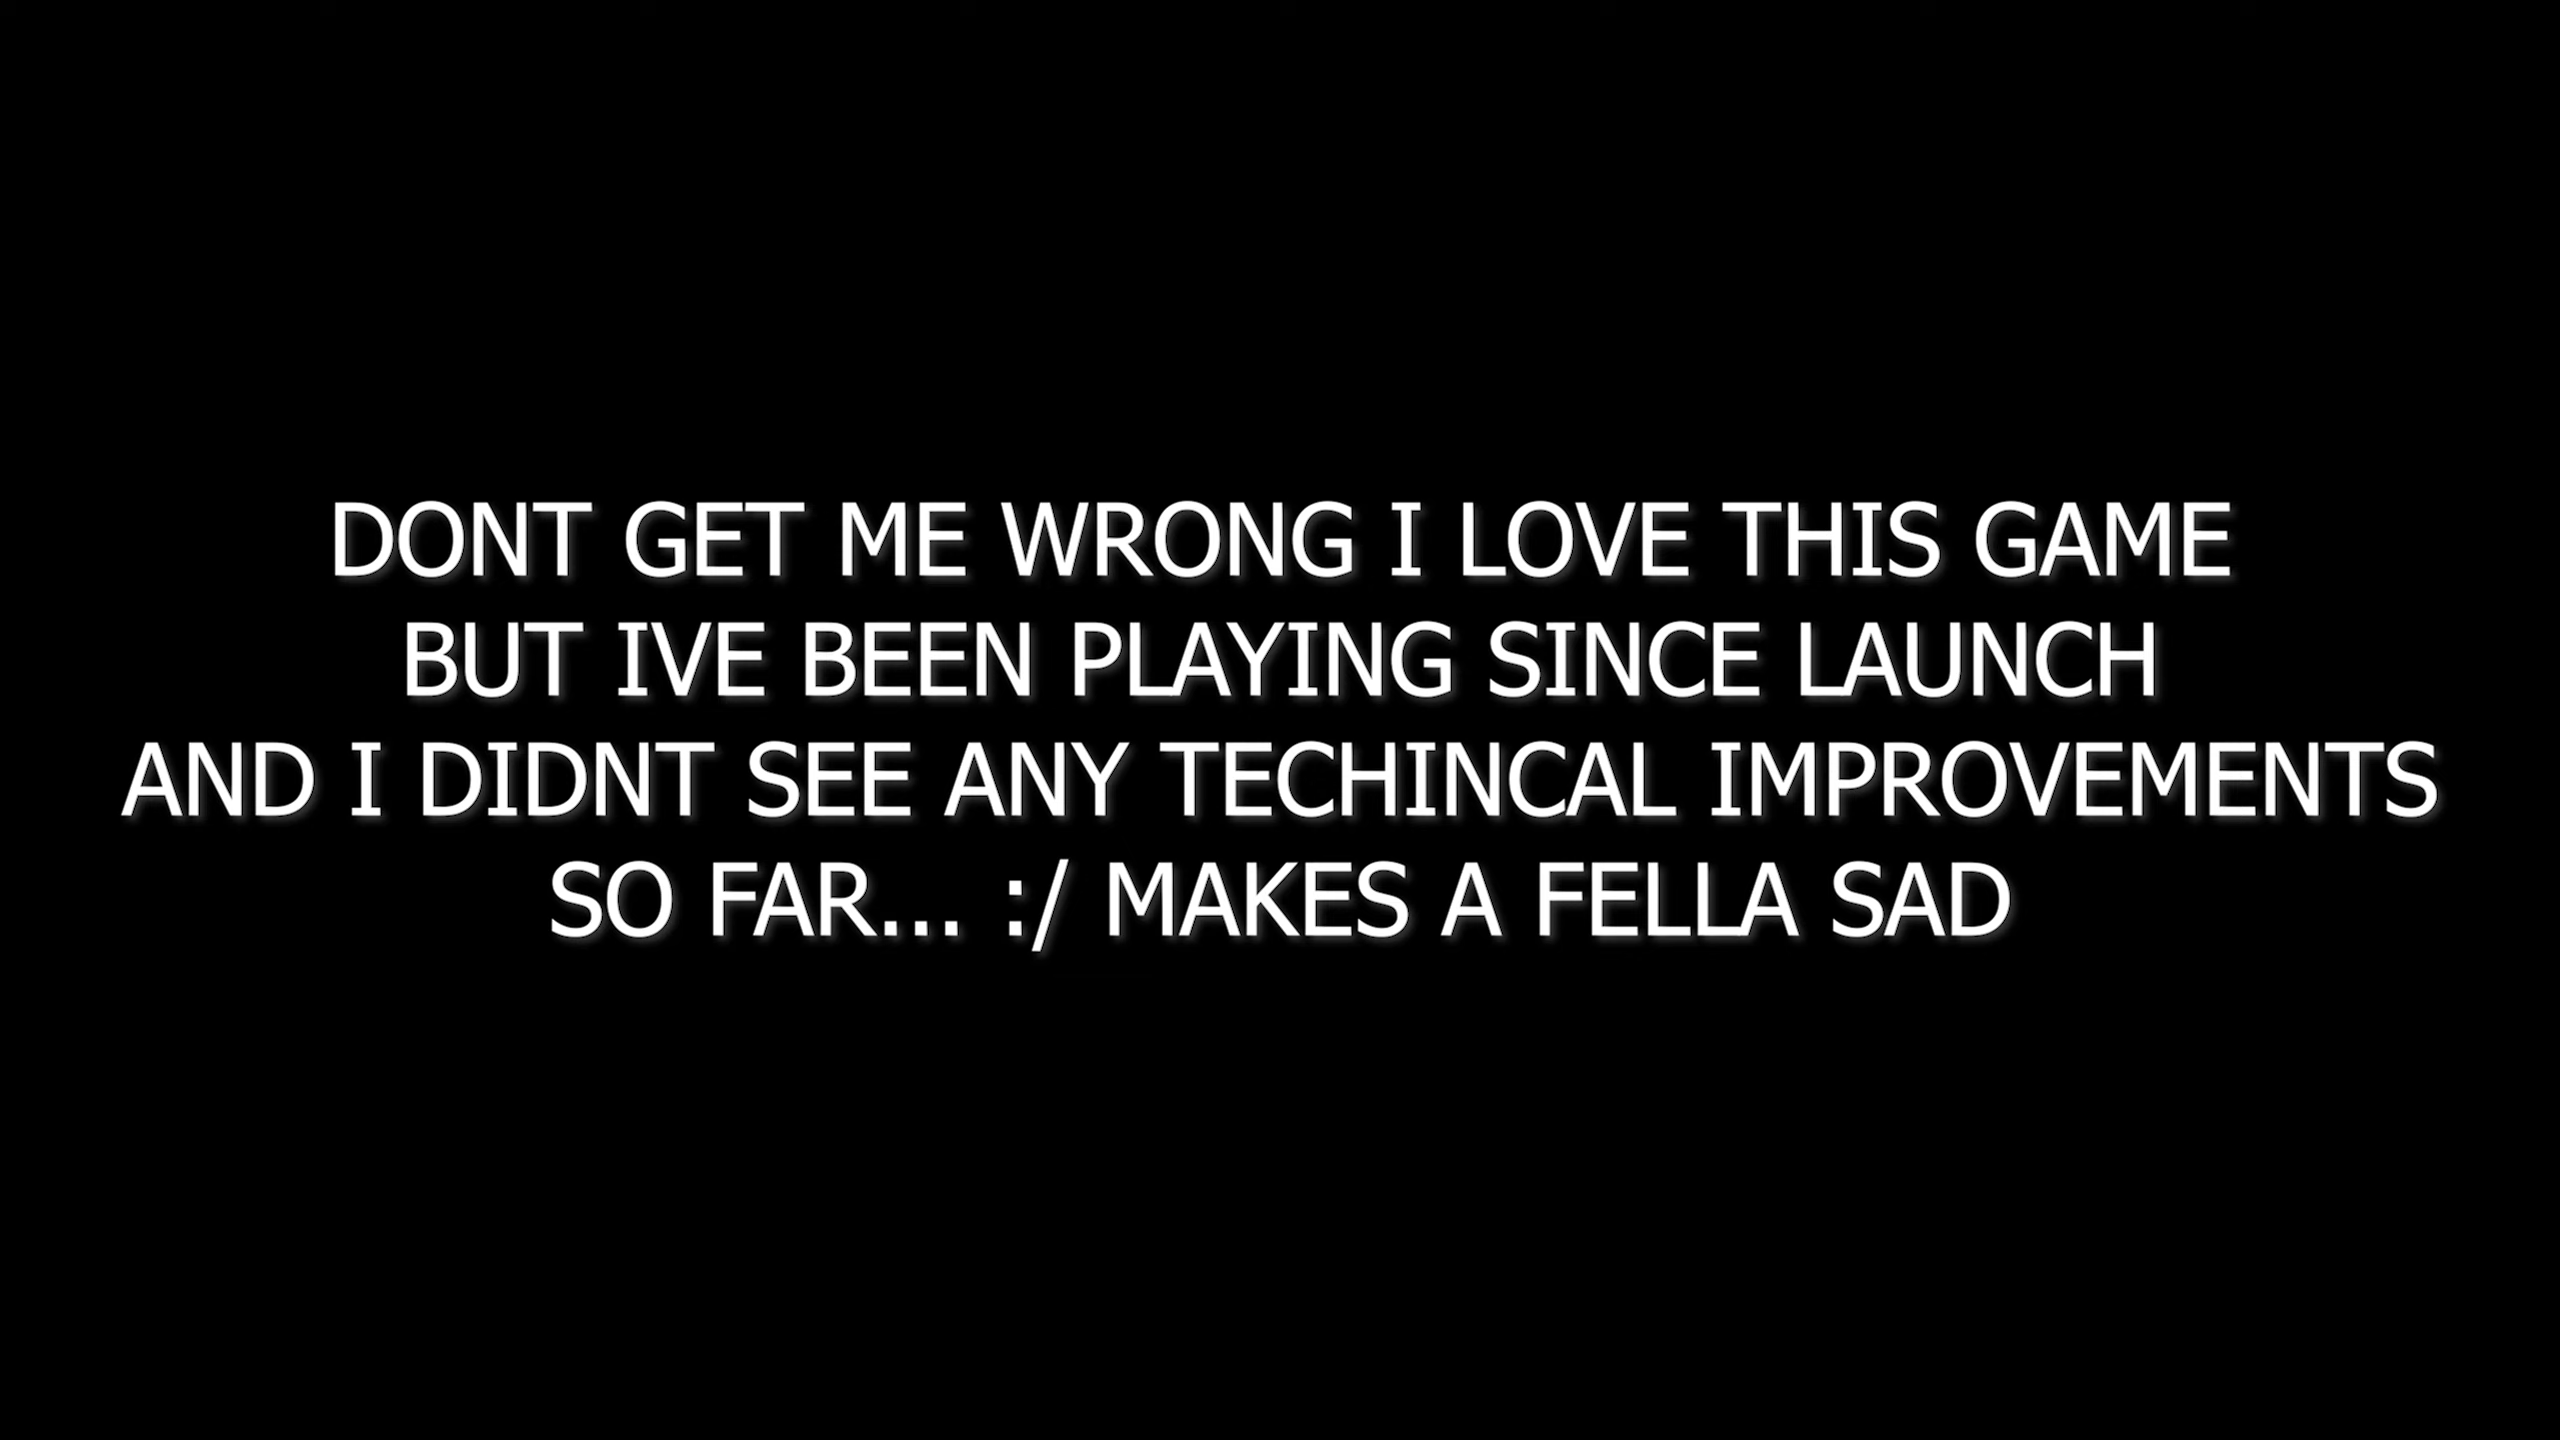 DONT GET ME WRONG I LOVE THIS GAME
BUT IVE BEEN PLAYING SINCE LAUNCH
AND I DIDNT SEE ANY TECHINCAL IMPROVEMENTS
SO FAR... :/ MAKES A FELLA SAD